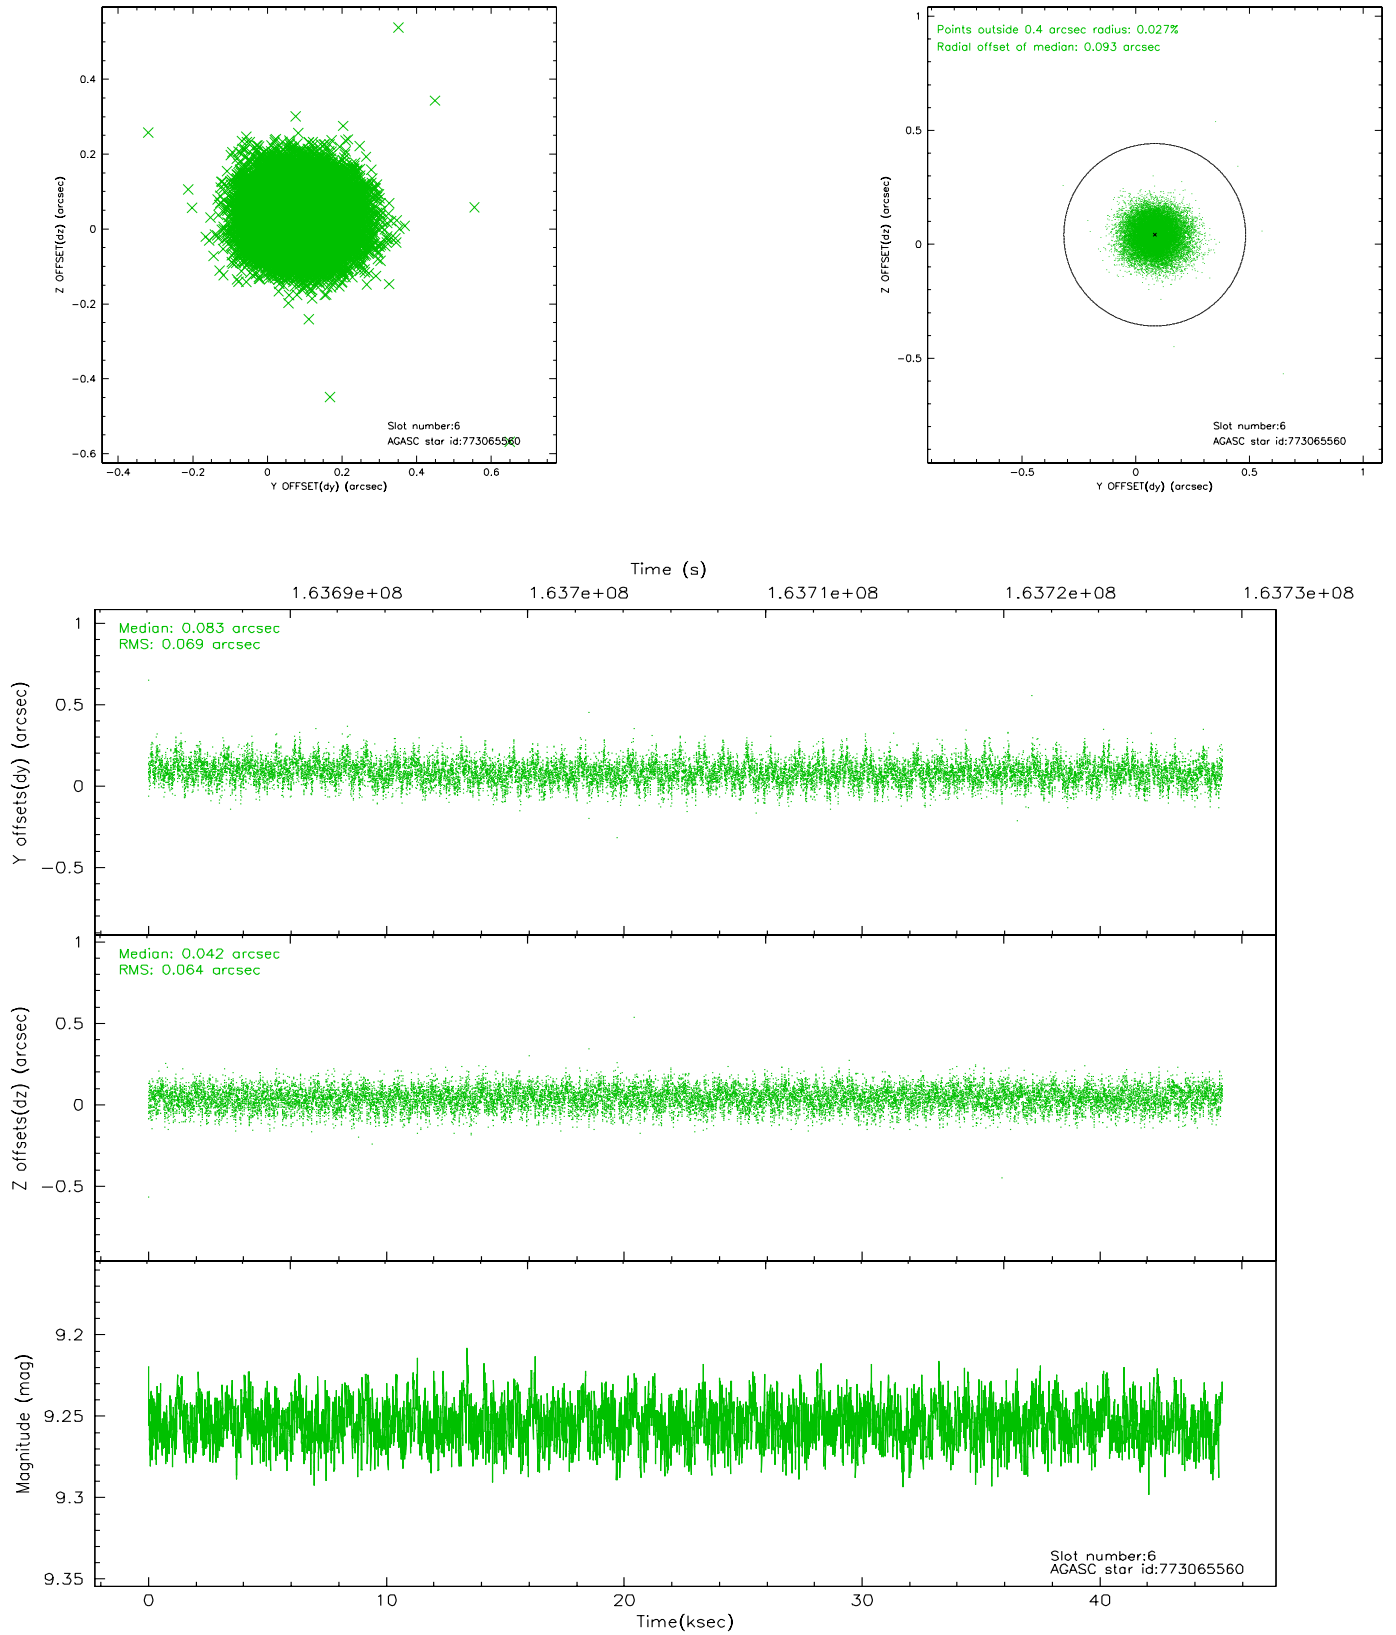 0.4
0.2
0
−0.2
−0.4
−0.6
Z OFFSET(dz) (arcsec)
Slot number:6
AGASC star id:773065560
−0.4 −0.2 0 0.2 0.4 0.6
Y OFFSET(dy) (arcsec)
Points outside 0.4 arcsec radius: 0.027%
Radial offset of median: 0.093 arcsec
1
0.5
0
−0.5
Z OFFSET(dz) (arcsec)
Slot number:6
AGASC star id:773065560
−0.5 0 0.5 1
Y OFFSET(dy) (arcsec)
Time (s)
1.6369e+08 1.637e+08 1.6371e+08 1.6372e+08 1.6373e+08
Median: 0.083 arcsec
RMS: 0.069 arcsec
1
0.5
0
−0.5
Y offsets(dy) (arcsec)
Median: 0.042 arcsec
RMS: 0.064 arcsec
1
0.5
0
−0.5
Z offsets(dz) (arcsec)
9.2
9.25
9.3
9.35
Magnitude (mag)
Slot number:6
AGASC star id:773065560
0 10 20 30 40
Time(ksec)